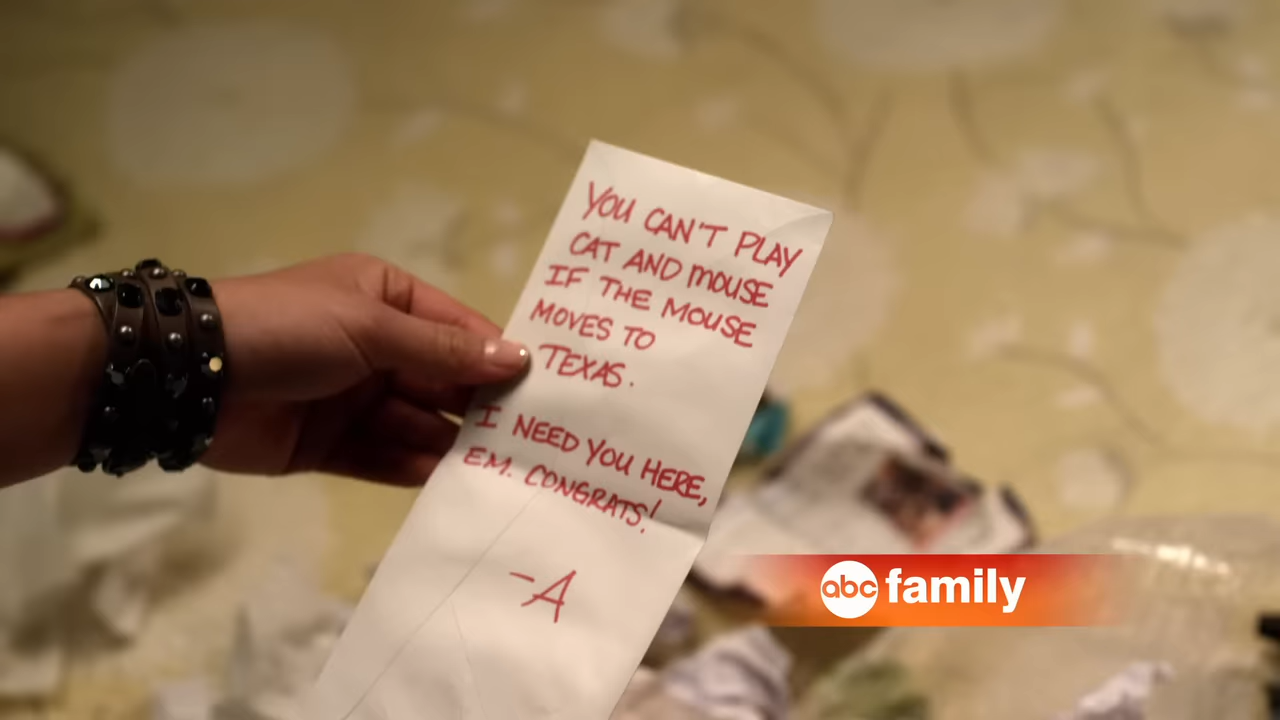 YOU CAN'T PLAY
CAT AND MOUSE
IF THE MOUSE
MOVES TO
TEXAS.
I NEED YOU HERE,
EM. CONGRATS!
-A
abc family